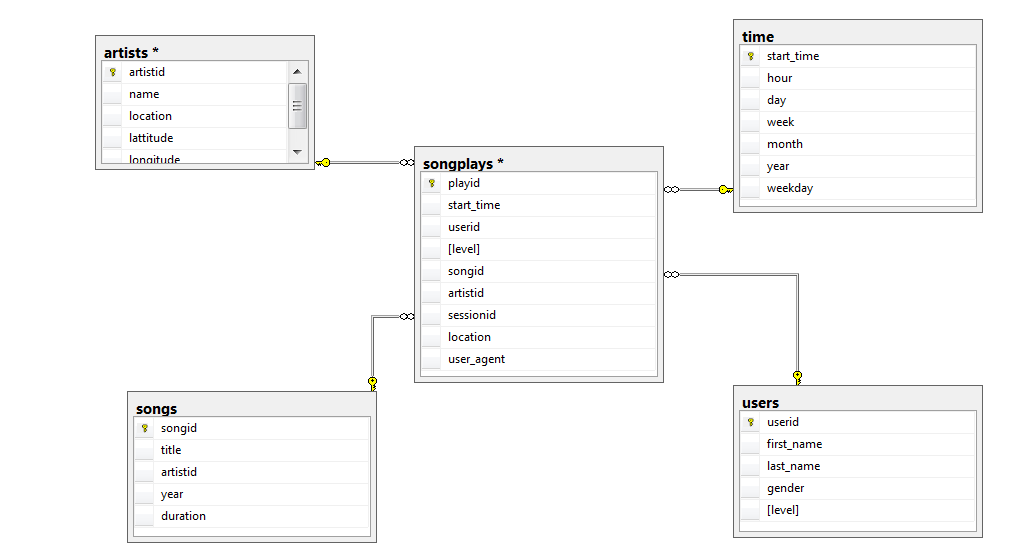 artists *
artistid
name
location
lattitude
longitude
time
start_time
hour
day
week
month
year
weekday
songplays *
playid
start_time
userid
[level]
songid
artistid
sessionid
location
user_agent
songs
songid
title
artistid
year
duration
users
userid
first_name
last_name
gender
[level]